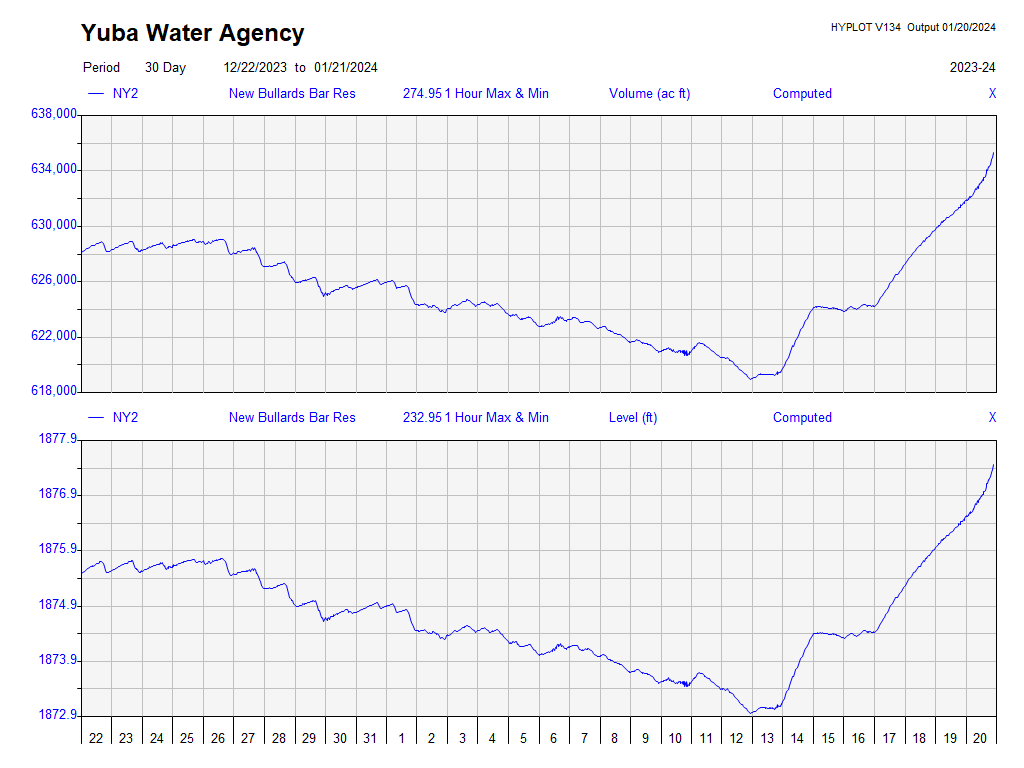 Yuba Water Agency
HYPLOT V134 Output 01/20/2024
Period 30 Day 12/22/2023 to 01/21/2024 2023-24
NY2 New Bullards Bar Res 274.95 1 Hour Max & Min Volume (ac ft) Computed X
638,000
634,000
630,000
626,000
622,000
618,000
NY2 New Bullards Bar Res 232.95 1 Hour Max & Min Level (ft) Computed X
1877.9
1876.9
1875.9
1874.9
1873.9
1872.9
22 23 24 25 26 27 28 29 30 31 1 2 3 4 5 6 7 8 9 10 11 12 13 14 15 16 17 18 19 20